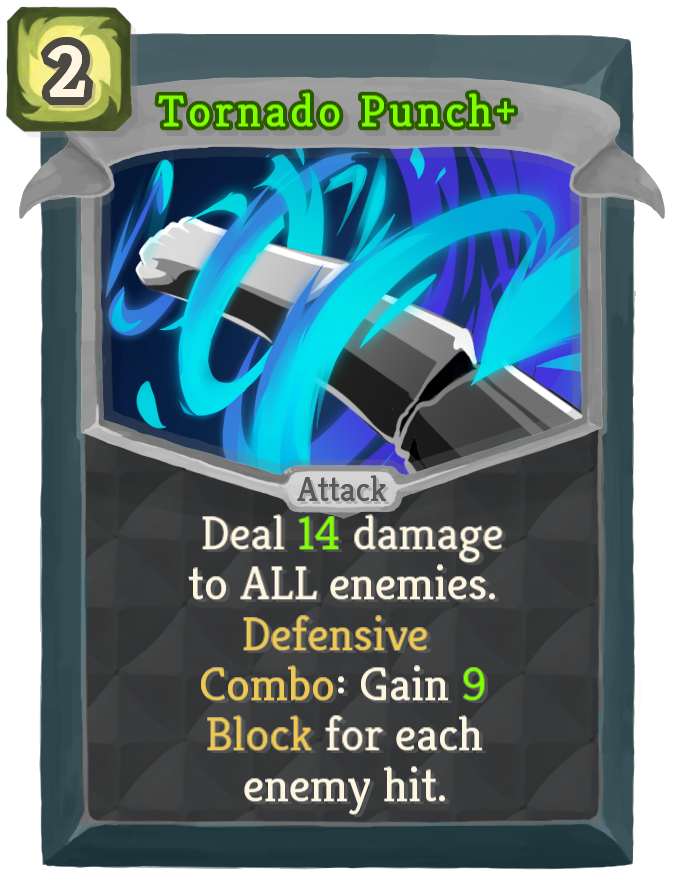 2
Tornado Punch+
Attack
Deal 14 damage
to ALL enemies.
Defensive
Combo: Gain 9
Block for each
enemy hit.